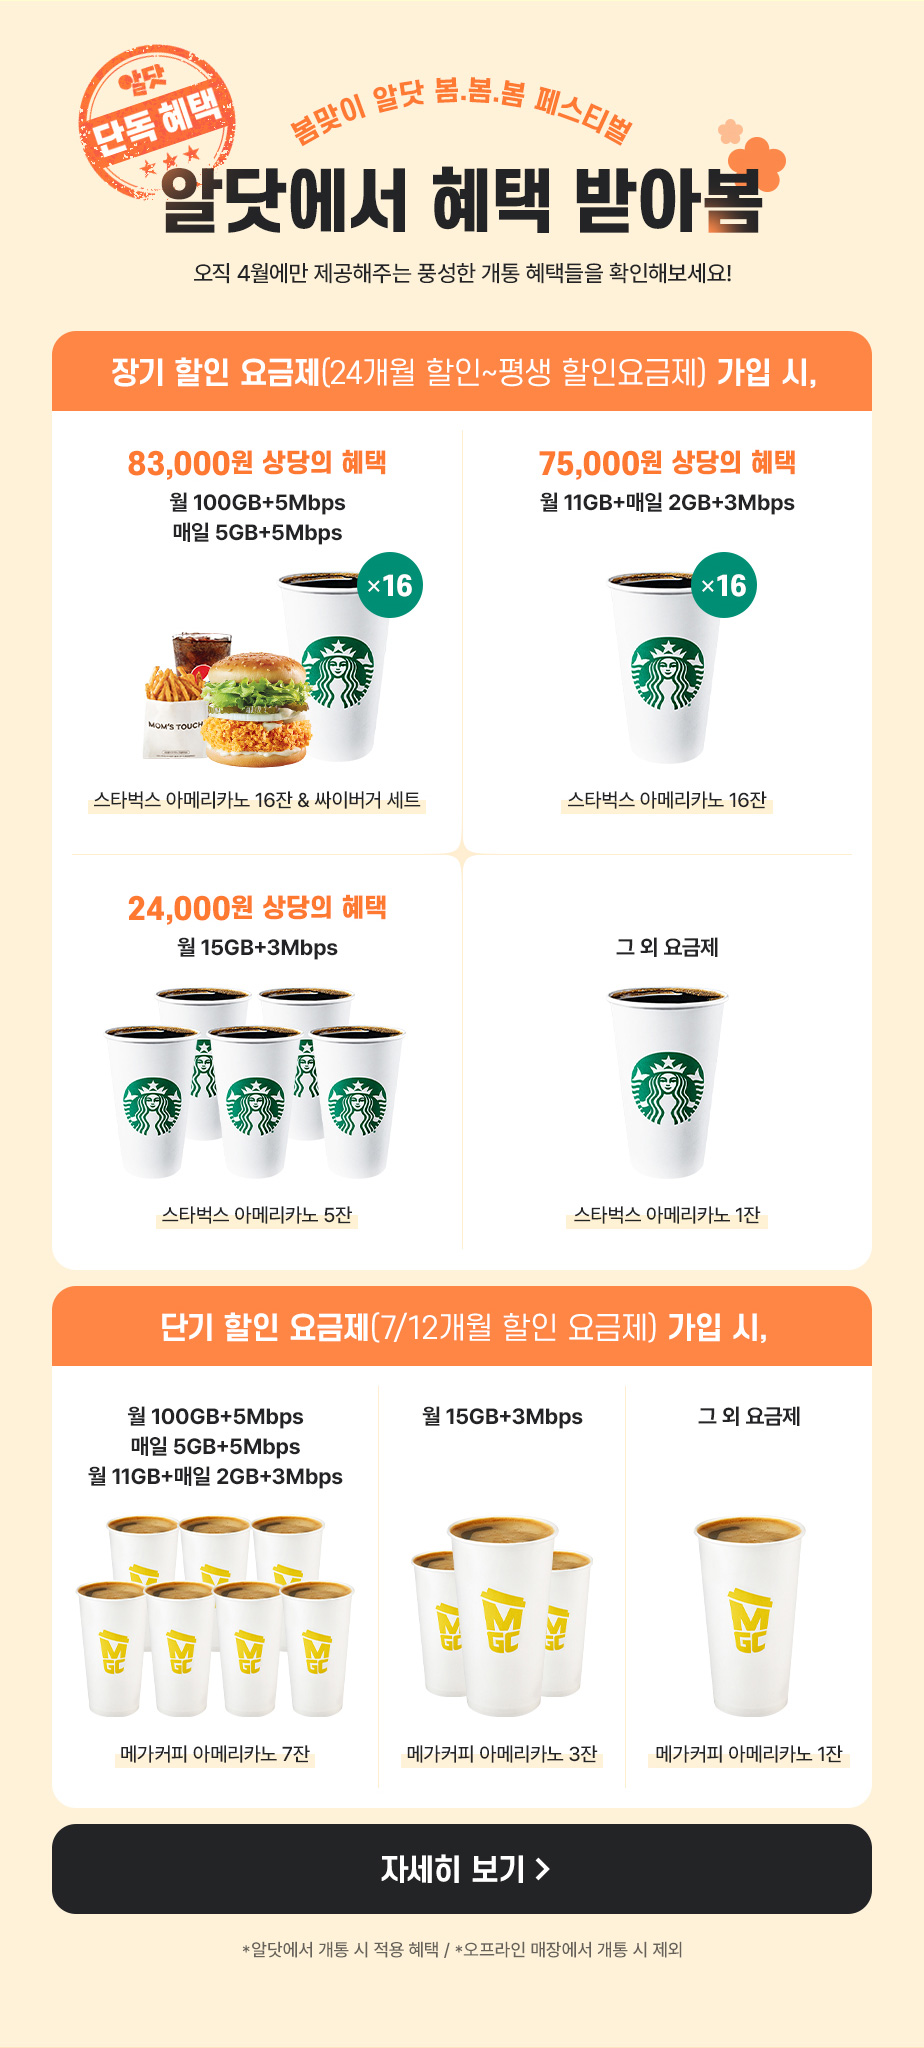 알닷
단독 혜택
봄맞이 알닷 봄.봄.봄 페스티벌
알닷에서 혜택 받아봄
오직 4월에만 제공해주는 풍성한 개통 혜택들을 확인해보세요!
장기 할인 요금제(24개월 할인~평생 할인요금제) 가입 시,
83,000원 상당의 혜택
월 100GB+5Mbps
매일 5GB+5Mbps
×16
MOM'S TOUCH
스타벅스 아메리카노 16잔 & 싸이버거 세트
75,000원 상당의 혜택
월 11GB+매일 2GB+3Mbps
×16
스타벅스 아메리카노 16잔
24,000원 상당의 혜택
월 15GB+3Mbps
스타벅스 아메리카노 5잔
그 외 요금제
스타벅스 아메리카노 1잔
단기 할인 요금제(7/12개월 할인 요금제) 가입 시,
월 100GB+5Mbps
매일 5GB+5Mbps
월 11GB+매일 2GB+3Mbps
MGC
MGC
MGC
MGC
메가커피 아메리카노 7잔
월 15GB+3Mbps
MGC
메가커피 아메리카노 3잔
그 외 요금제
MGC
메가커피 아메리카노 1잔
자세히 보기 >
*알닷에서 개통 시 적용 혜택 / *오프라인 매장에서 개통 시 제외